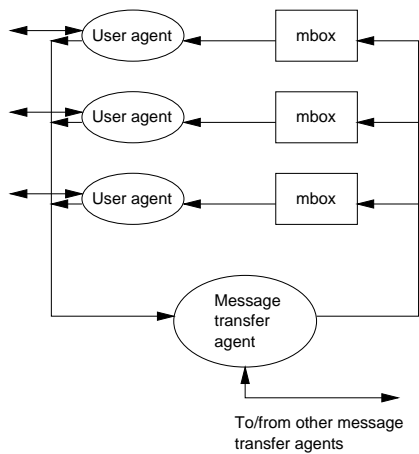 User agent
mbox
User agent
mbox
User agent
mbox
Message
transfer
agent
To/from other message
transfer agents